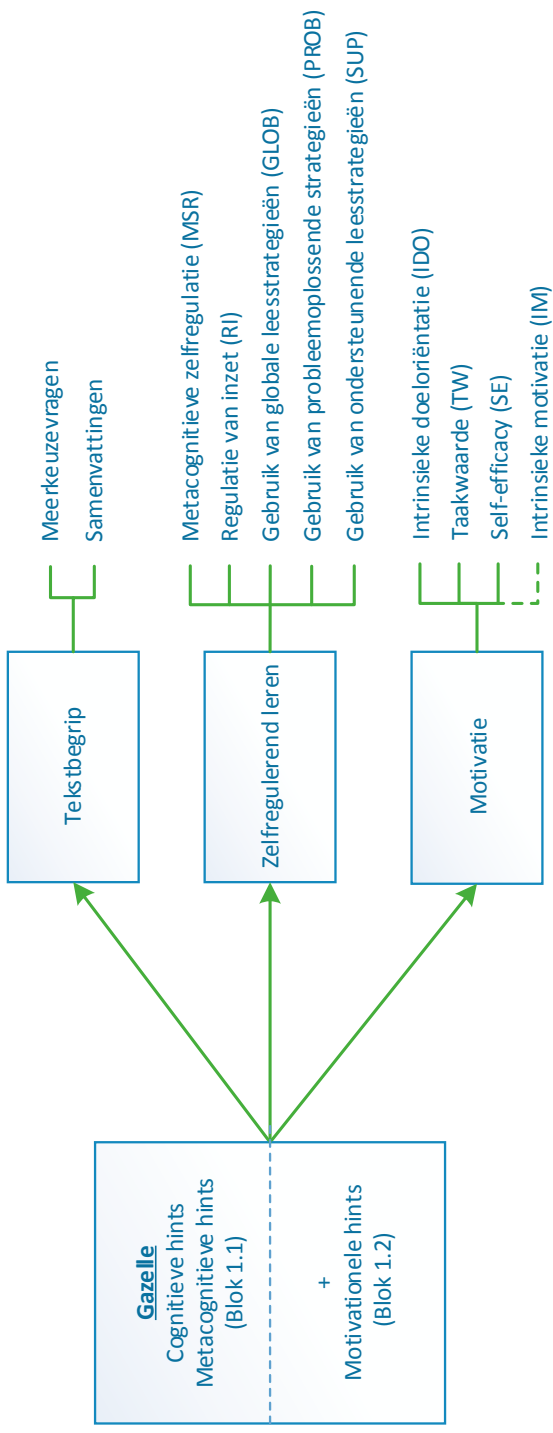 Gazelle
Cognitieve hints
Metacognitieve hints
(Blok 1.1)
+
Motivationele hints
(Blok 1.2)
Tekstbegrip
Meerkeuzevragen
Samenvattingen
Zelfregulerend leren
Metacognitieve zelfregulatie (MSR)
Regulatie van inzet (RI)
Gebruik van globale leesstrategieën (GLOB)
Gebruik van probleemoplossende strategieën (PROB)
Gebruik van ondersteunende leesstrategieën (SUP)
Motivatie
Intrinsieke doeloriëntatie (IDO)
Taakwaarde (TW)
Self-efficacy (SE)
Intrinsieke motivatie (IM)